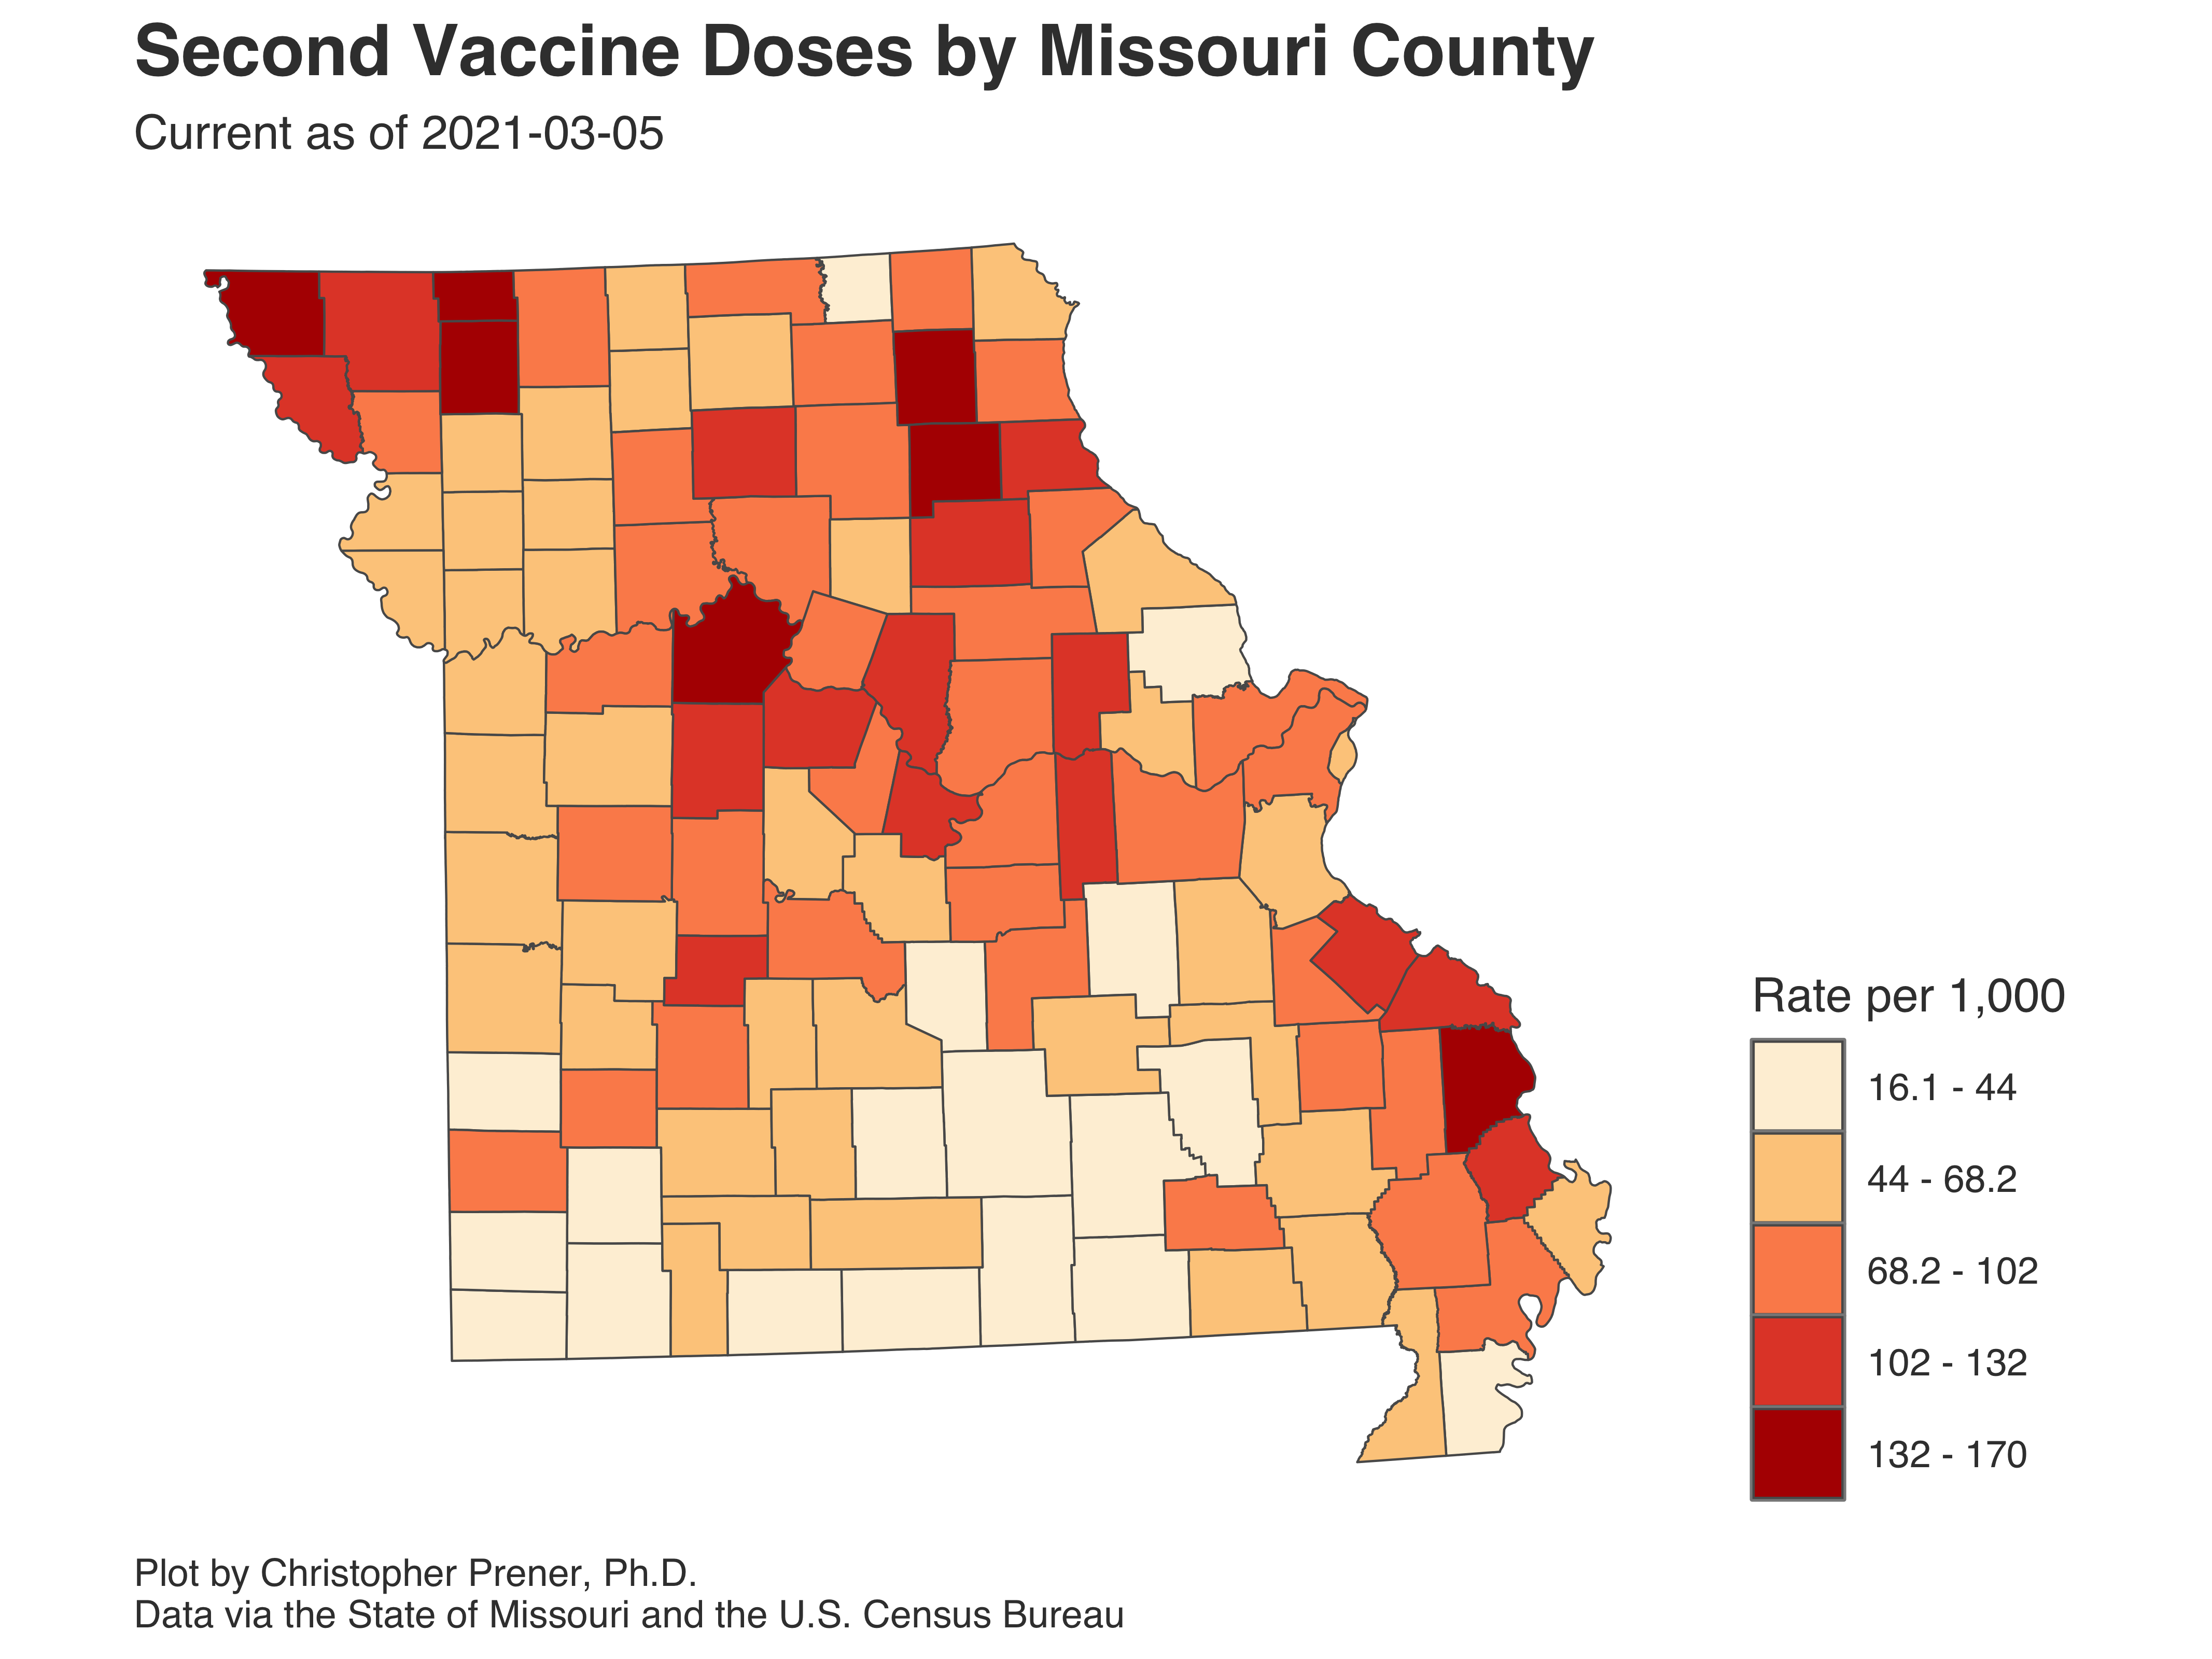 Second Vaccine Doses by Missouri County
Current as of 2021-03-05
Rate per 1,000
16.1 - 44
44 - 68.2
68.2 - 102
102 - 132
132 - 170
Plot by Christopher Prener, Ph.D.
Data via the State of Missouri and the U.S. Census Bureau